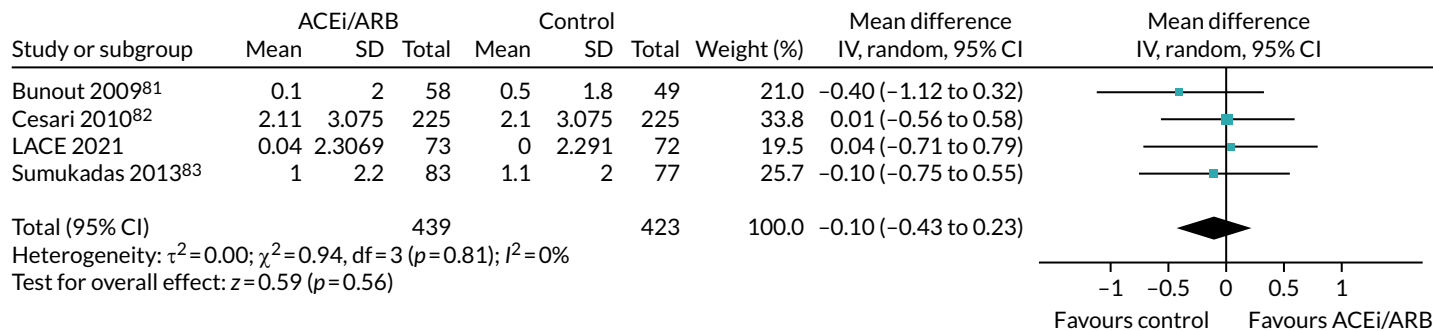 ACEi/ARB Control Mean difference Mean difference
Study or subgroup Mean SD Total Mean SD Total Weight (%) IV, random, 95% CI IV, random, 95% CI
Bunout 2009⁸¹ 0.1 2 58 0.5 1.8 49 21.0 −0.40 (−1.12 to 0.32)
Cesari 2010⁸² 2.11 3.075 225 2.1 3.075 225 33.8 0.01 (−0.56 to 0.58)
LACE 2021 0.04 2.3069 73 0 2.291 72 19.5 0.04 (−0.71 to 0.79)
Sumukadas 2013⁸³ 1 2.2 83 1.1 2 77 25.7 −0.10 (−0.75 to 0.55)
Total (95% CI) 439 423 100.0 −0.10 (−0.43 to 0.23)
Heterogeneity: τ²=0.00; χ²=0.94, df=3 (p=0.81); I²=0%
Test for overall effect: z=0.59 (p=0.56)
−1 −0.5 0 0.5 1
Favours control Favours ACEi/ARB